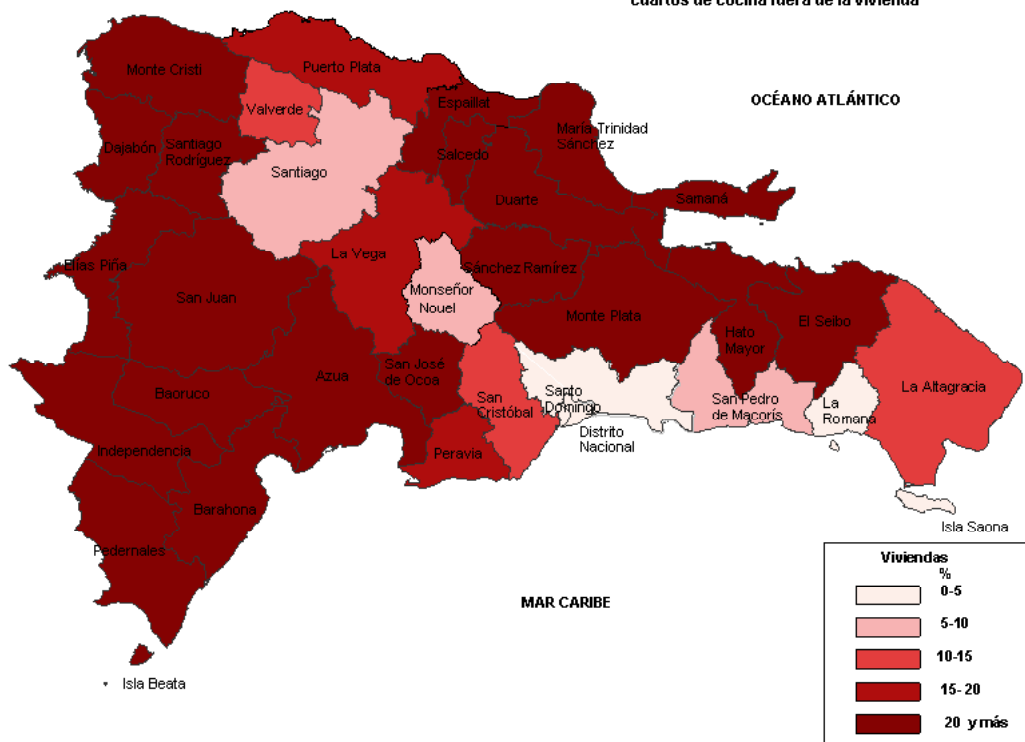 cuartos de cocina fuera de la vivienda
Monte Cristi
Puerto Plata
Valverde
Espaillat
OCÉANO ATLÁNTICO
María Trinidad
Sánchez
Dajabón
Santiago
Rodríguez
Salcedo
Santiago
Duarte
Samaná
La Vega
Elías Piña
Sánchez Ramírez
San Juan
Monseñor
Nouel
Monte Plata
El Seibo
Hato
Mayor
San José
de Ocoa
Azua
Baoruco
Santo
Domingo
La Altagracia
San
Cristóbal
San Pedro
de Macorís
La
Romana
Distrito
Nacional
Independencia
Peravia
Barahona
Isla Saona
Pedernales
MAR CARIBE
Isla Beata
Viviendas
%
0-5
5-10
10-15
15-20
20 y más